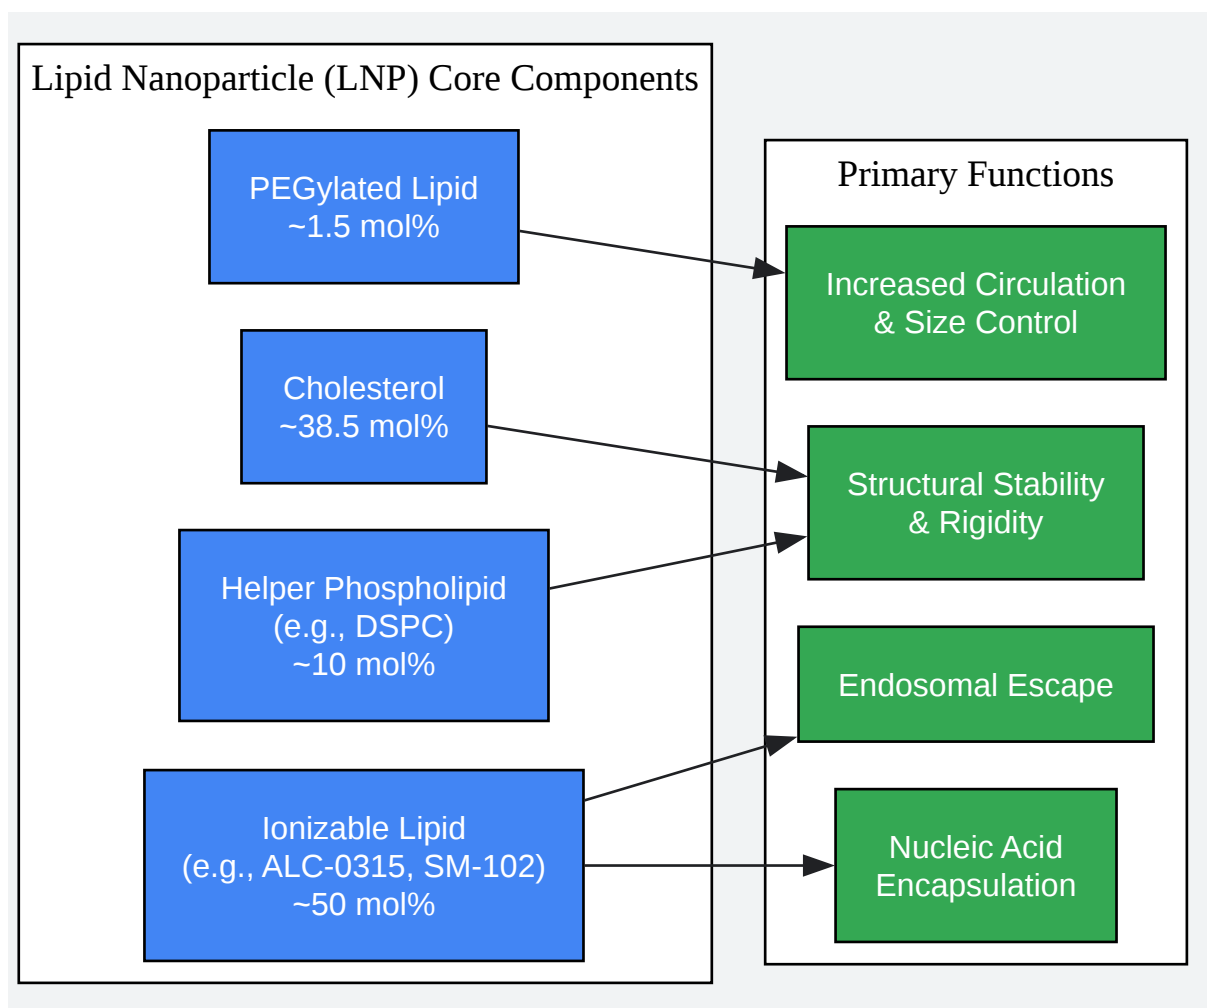 Lipid Nanoparticle (LNP) Core Components
PEGylated Lipid
~1.5 mol%
Cholesterol
~38.5 mol%
Helper Phospholipid
(e.g., DSPC)
~10 mol%
Ionizable Lipid
(e.g., ALC-0315, SM-102)
~50 mol%
Primary Functions
Increased Circulation
& Size Control
Structural Stability
& Rigidity
Endosomal Escape
Nucleic Acid
Encapsulation